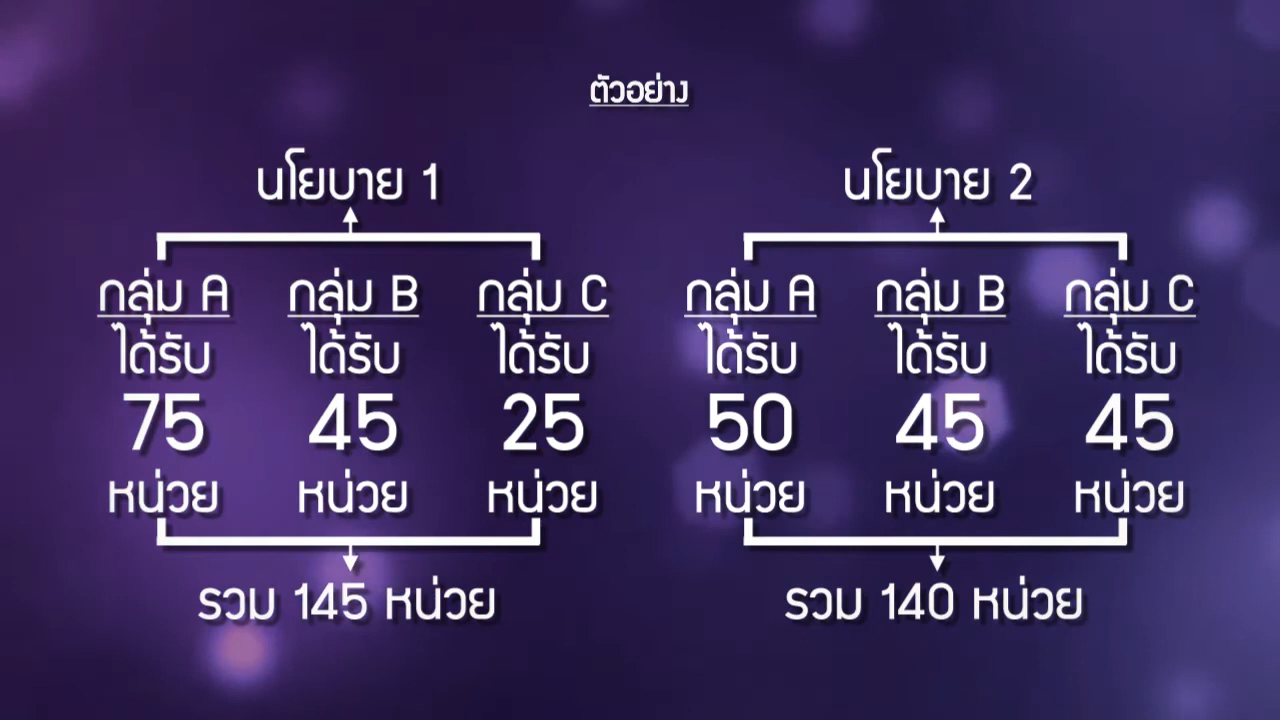 ตัวอย่าง
นโยบาย 1
กลุ่ม A กลุ่ม B กลุ่ม C
ได้รับ ได้รับ ได้รับ
75 45 25
หน่วย หน่วย หน่วย
รวม 145 หน่วย
นโยบาย 2
กลุ่ม A กลุ่ม B กลุ่ม C
ได้รับ ได้รับ ได้รับ
50 45 45
หน่วย หน่วย หน่วย
รวม 140 หน่วย